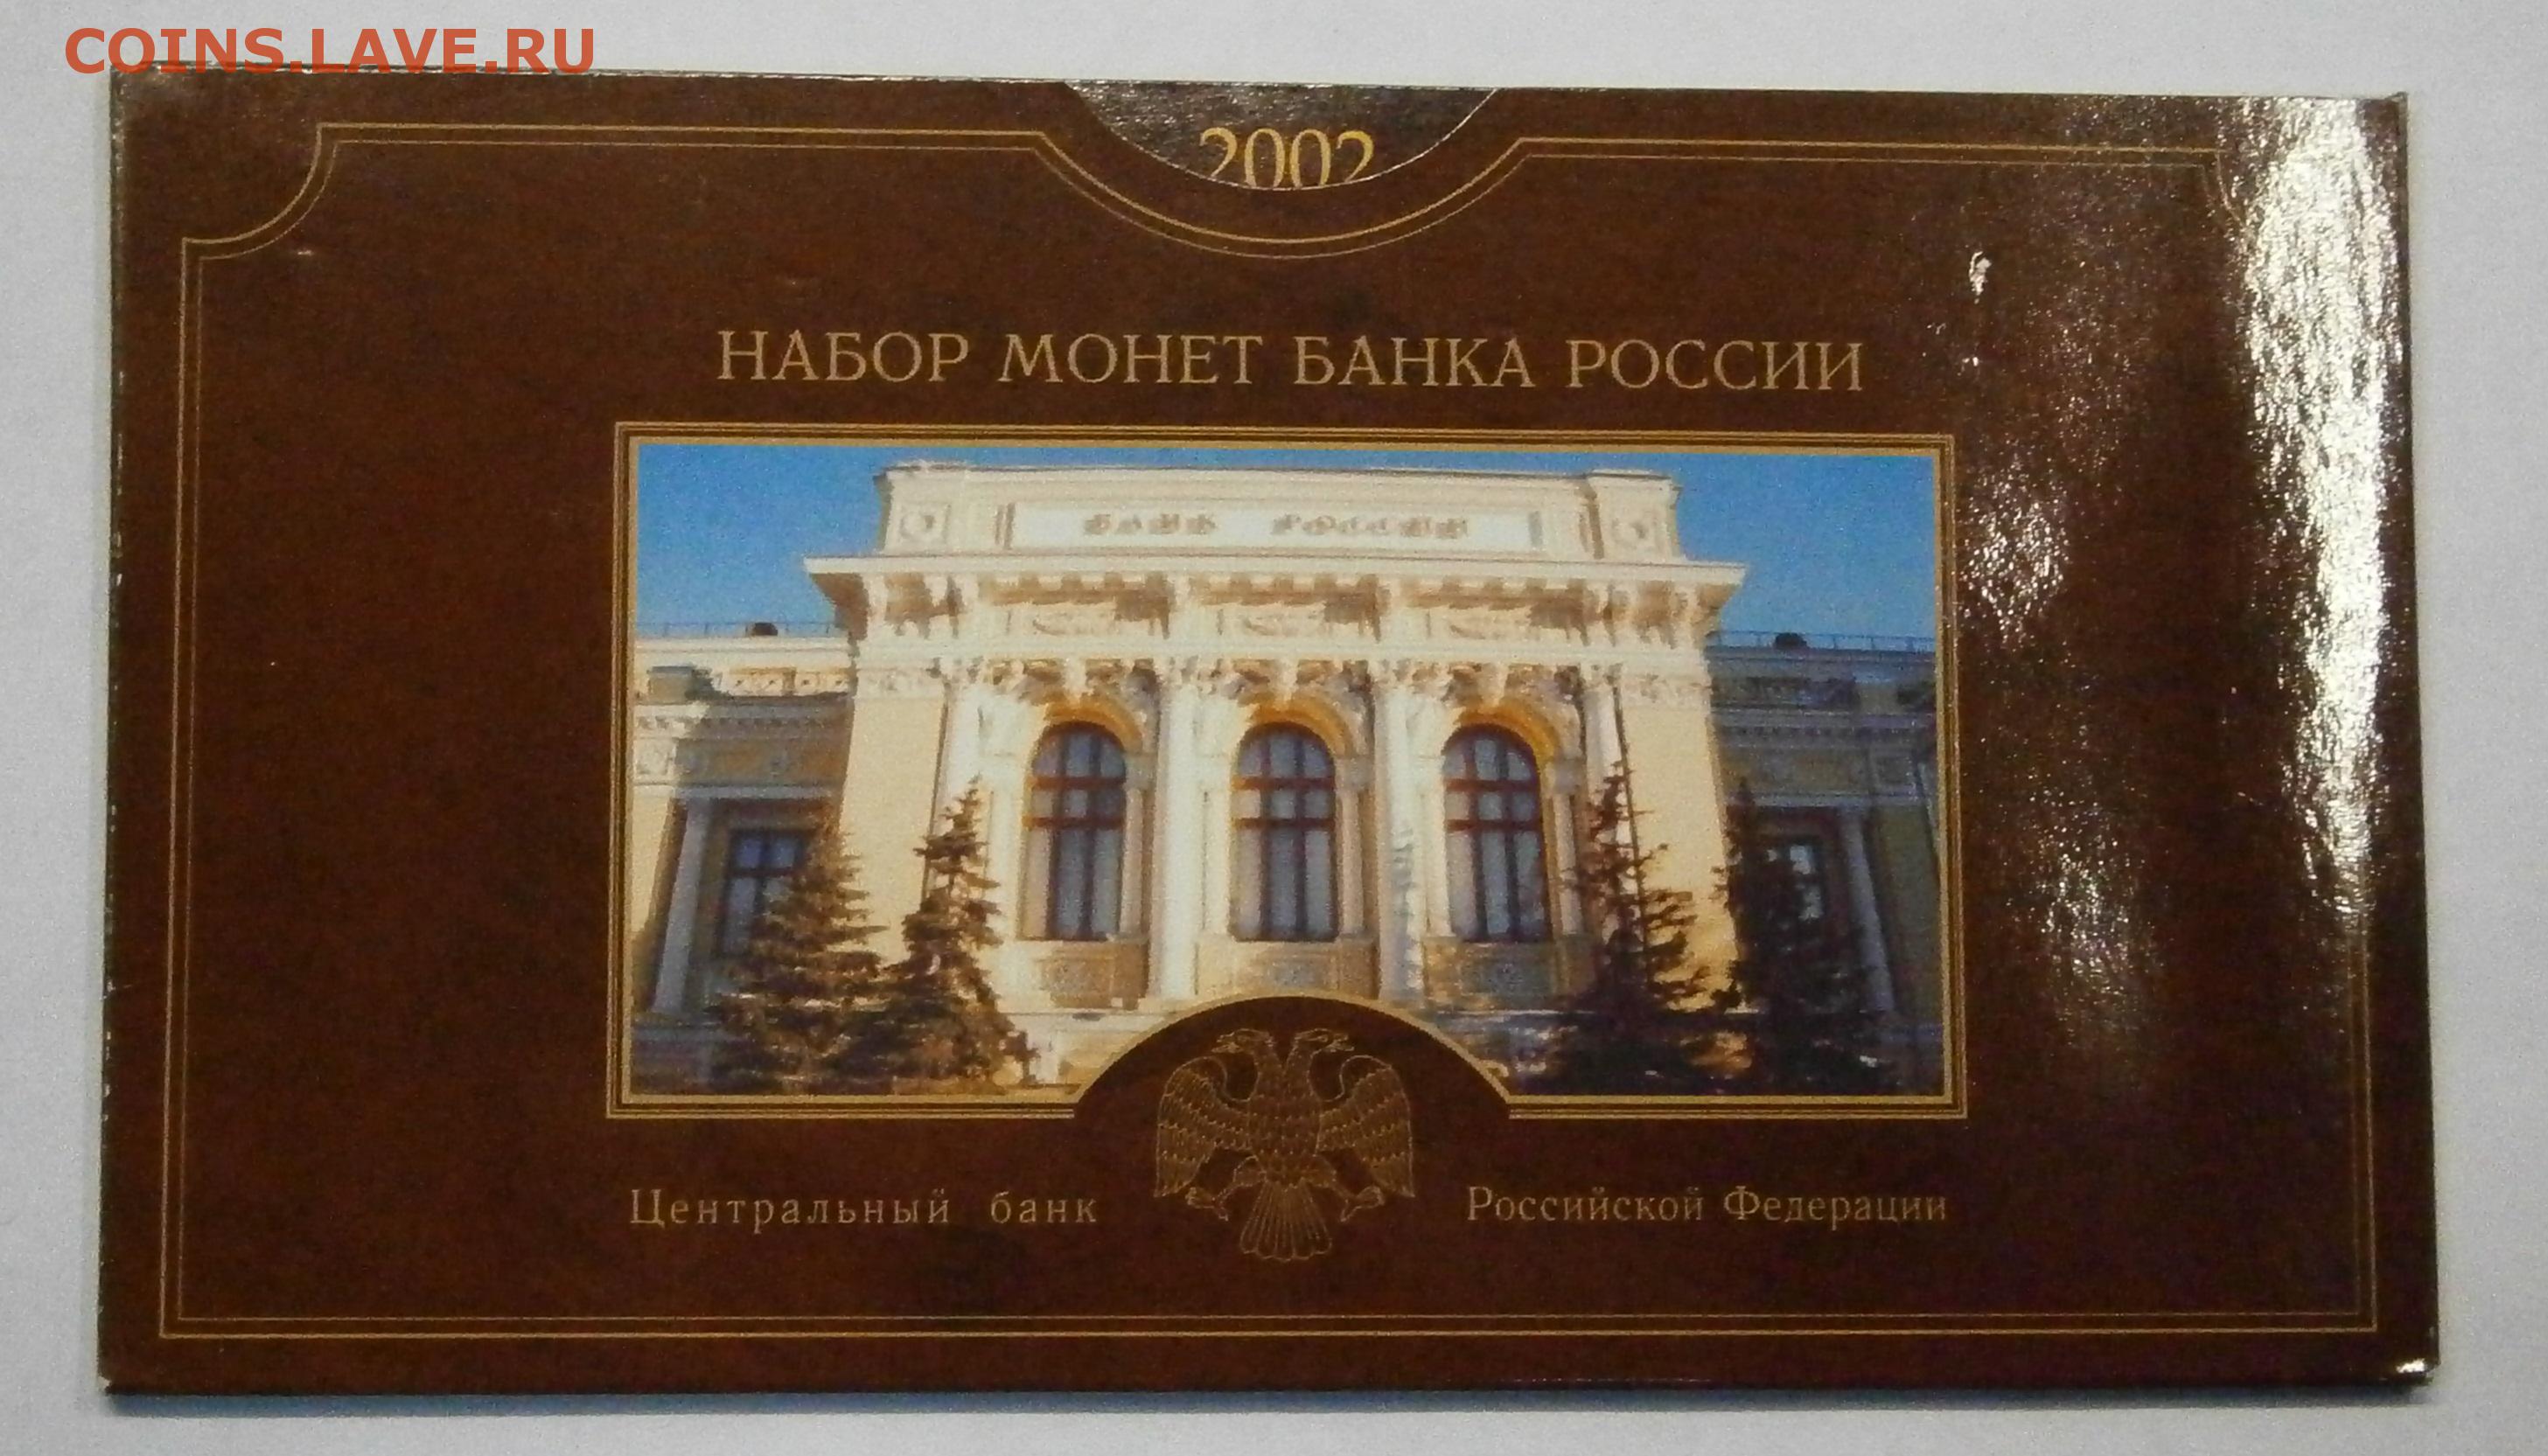 COINS.LAVE.RU
2002
НАБОР МОНЕТ БАНКА РОССИИ
БАНК РОССИИ
Центральный банк Российской Федерации